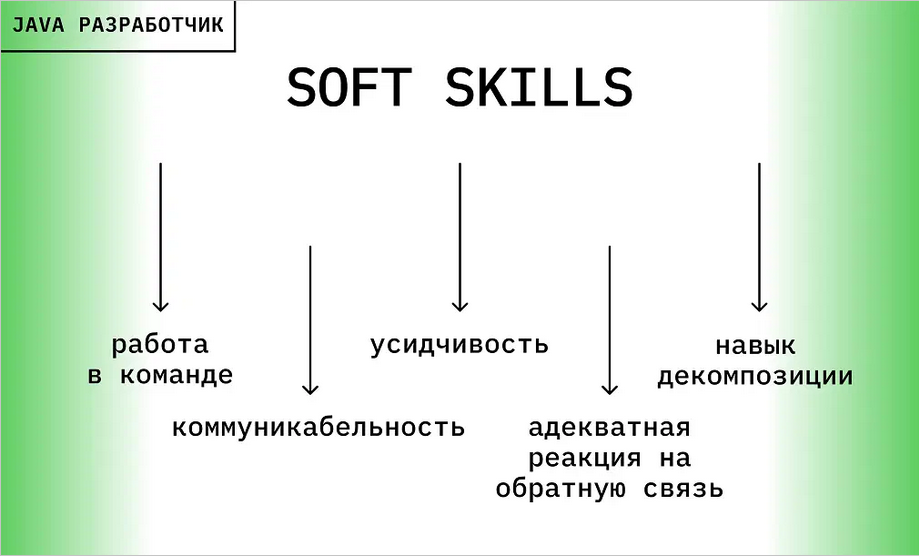 JAVA РАЗРАБОТЧИК
SOFT SKILLS
работа
в команде
коммуникабельность
усидчивость
адекватная
реакция на
обратную связь
навык
декомпозиции